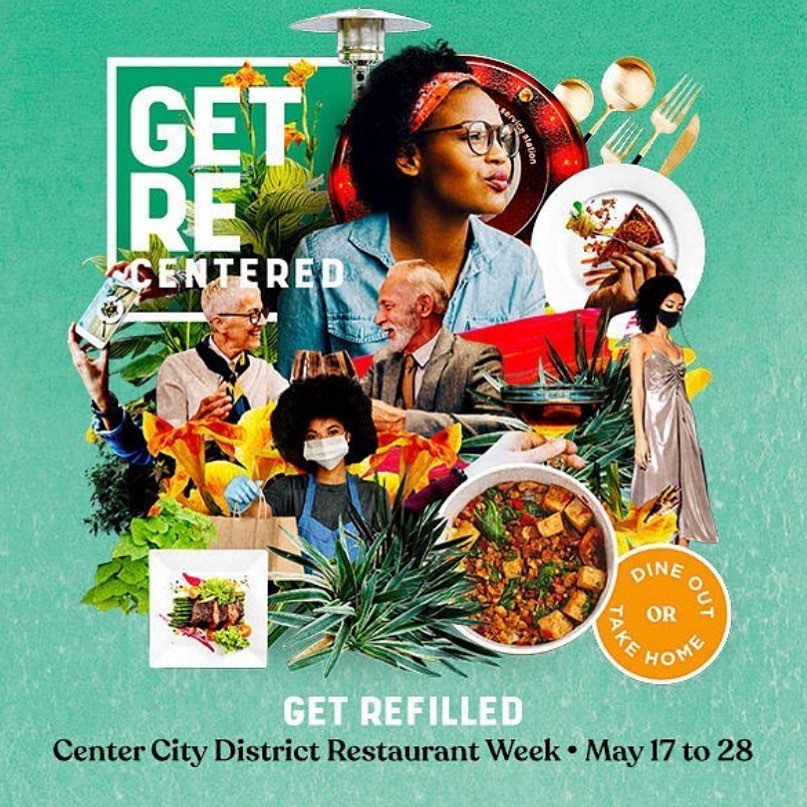 GET
RE
CENTERED
service station
DINE OUT
OR
TAKE HOME
GET REFILLED
Center City District Restaurant Week • May 17 to 28